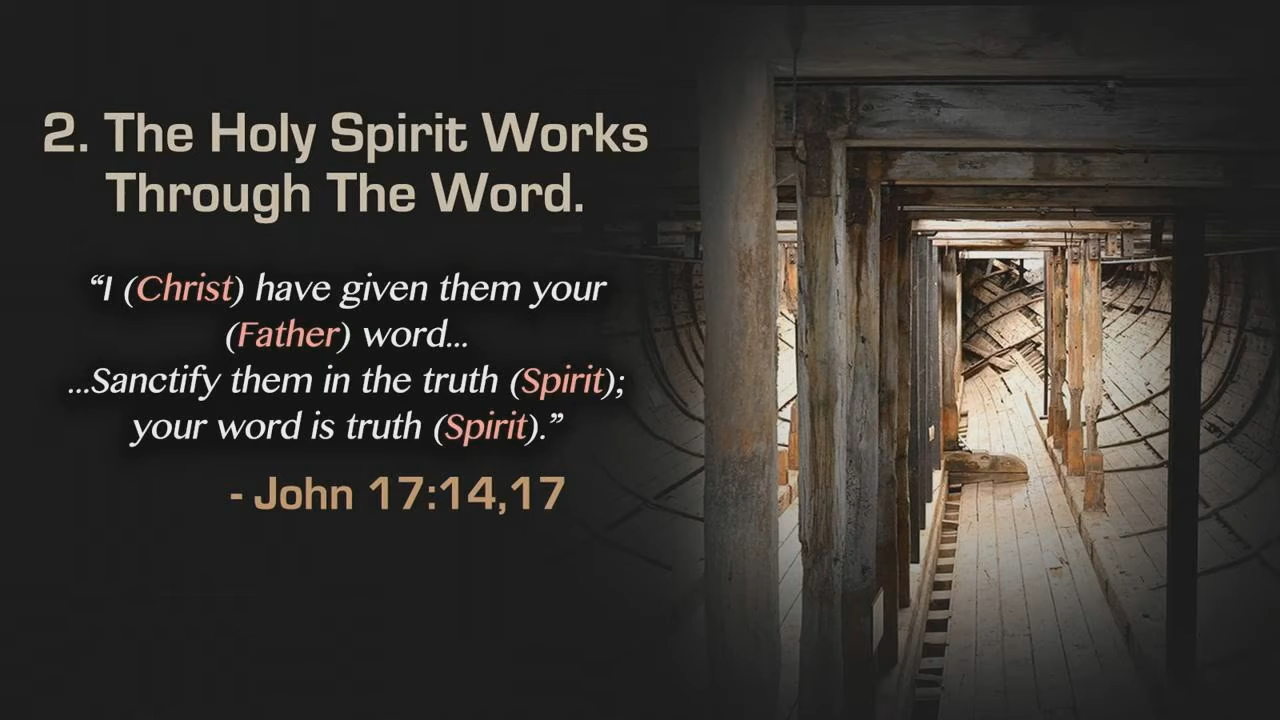 2. The Holy Spirit Works
Through The Word.
“I (Christ) have given them your
(Father) word...
...Sanctify them in the truth (Spirit);
your word is truth (Spirit).”
- John 17:14,17